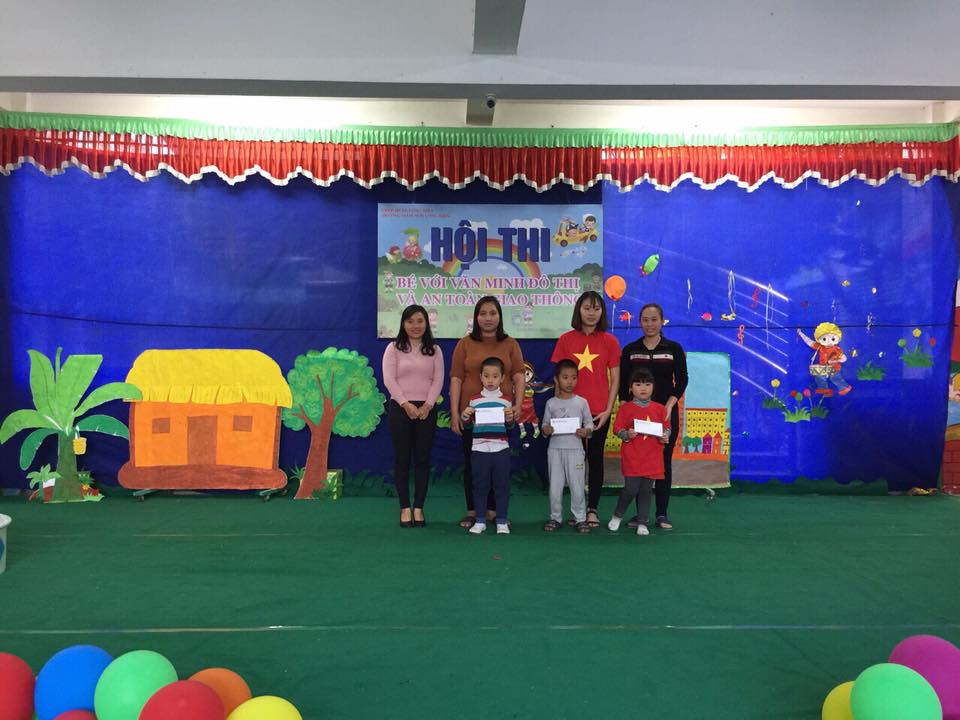 HỘI THI
BÉ VỚI VĂN MINH ĐÔ THỊ
VÀ AN TOÀN GIAO THÔNG